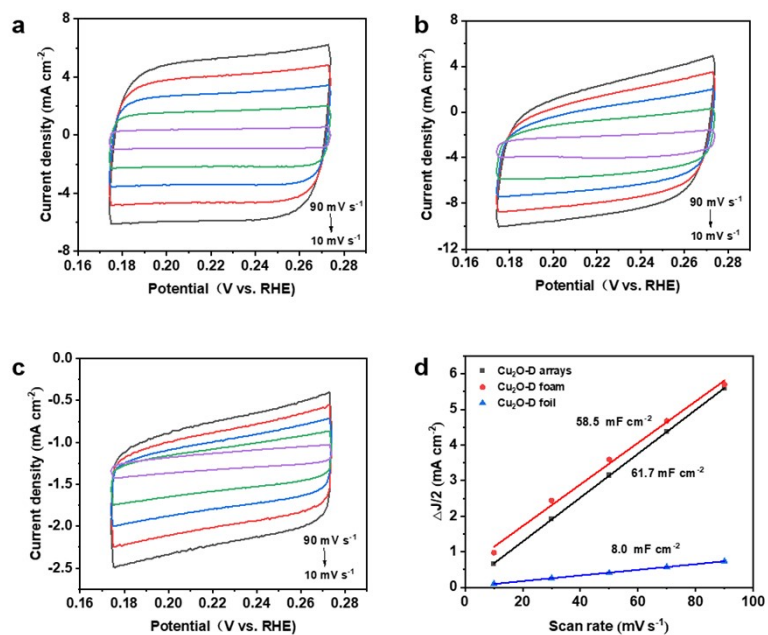 a
Current density (mA cm⁻²)
8
4
0
-4
-8
90 mV s⁻¹
10 mV s⁻¹
0.16 0.18 0.20 0.22 0.24 0.26 0.28
Potential（V vs. RHE)
b
Current density (mA cm⁻²)
8
4
0
-4
-8
-12
90 mV s⁻¹
10 mV s⁻¹
0.16 0.18 0.20 0.22 0.24 0.26 0.28
Potential（V vs. RHE)
c
Current density (mA cm⁻²)
0.0
-0.5
-1.0
-1.5
-2.0
-2.5
90 mV s⁻¹
10 mV s⁻¹
0.16 0.18 0.20 0.22 0.24 0.26 0.28
Potential（V vs. RHE)
d
△J/2 (mA cm⁻²)
6
5
4
3
2
1
0
Cu₂O-D arrays
Cu₂O-D foam
Cu₂O-D foil
58.5 mF cm⁻²
61.7 mF cm⁻²
8.0 mF cm⁻²
0 20 40 60 80 100
Scan rate (mV s⁻¹)